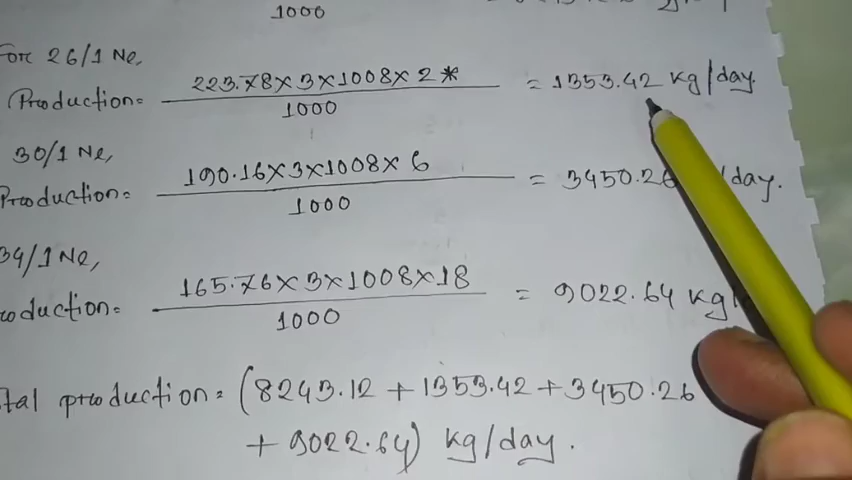 1000
For 26/1 Ne,
Production= 223.78×3×1008×2* = 1353.42 kg/day.
1000
30/1 Ne,
Production= 190.16×3×1008×6 = 3450.26 /day.
1000
34/1 Ne,
roduction= 165.76×3×1008×18 = 9022.64 kg/
1000
tal production= (8243.12 +1353.42 +3450.26
+9022.64) kg/day.